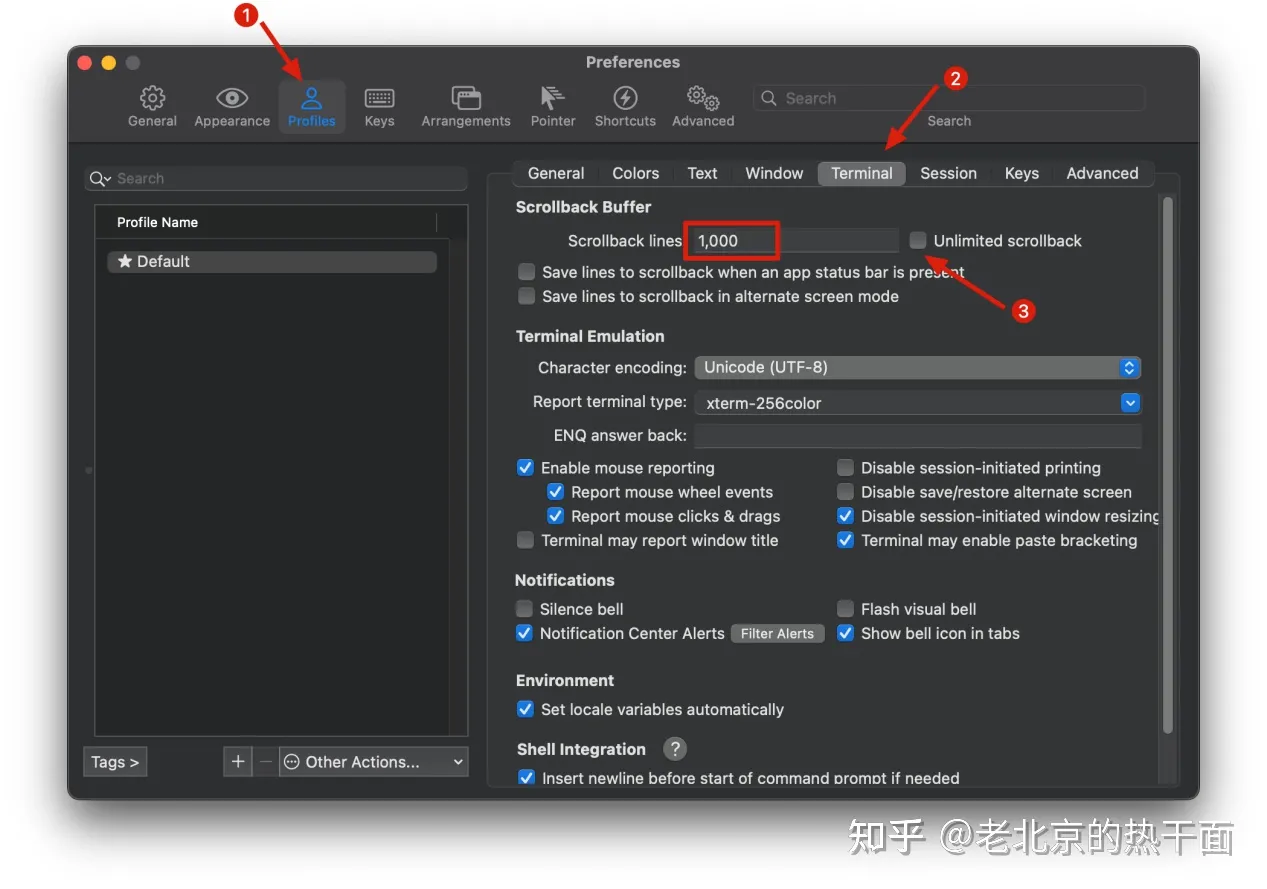 1
Preferences
2
General Appearance Profiles Keys Arrangements Pointer Shortcuts Advanced Search
Search
Search
General Colors Text Window Terminal Session Keys Advanced
Profile Name
★ Default
Scrollback Buffer
Scrollback lines 1,000 Unlimited scrollback
Save lines to scrollback when an app status bar is present
Save lines to scrollback in alternate screen mode
3
Terminal Emulation
Character encoding: Unicode (UTF-8)
Report terminal type: xterm-256color
ENQ answer back:
Enable mouse reporting Disable session-initiated printing
Report mouse wheel events Disable save/restore alternate screen
Report mouse clicks & drags Disable session-initiated window resizing
Terminal may report window title Terminal may enable paste bracketing
Notifications
Silence bell Flash visual bell
Notification Center Alerts Filter Alerts Show bell icon in tabs
Environment
Set locale variables automatically
Shell Integration ?
Insert newline before start of command prompt if needed
Tags > + − Other Actions...
知乎 @老北京的热干面